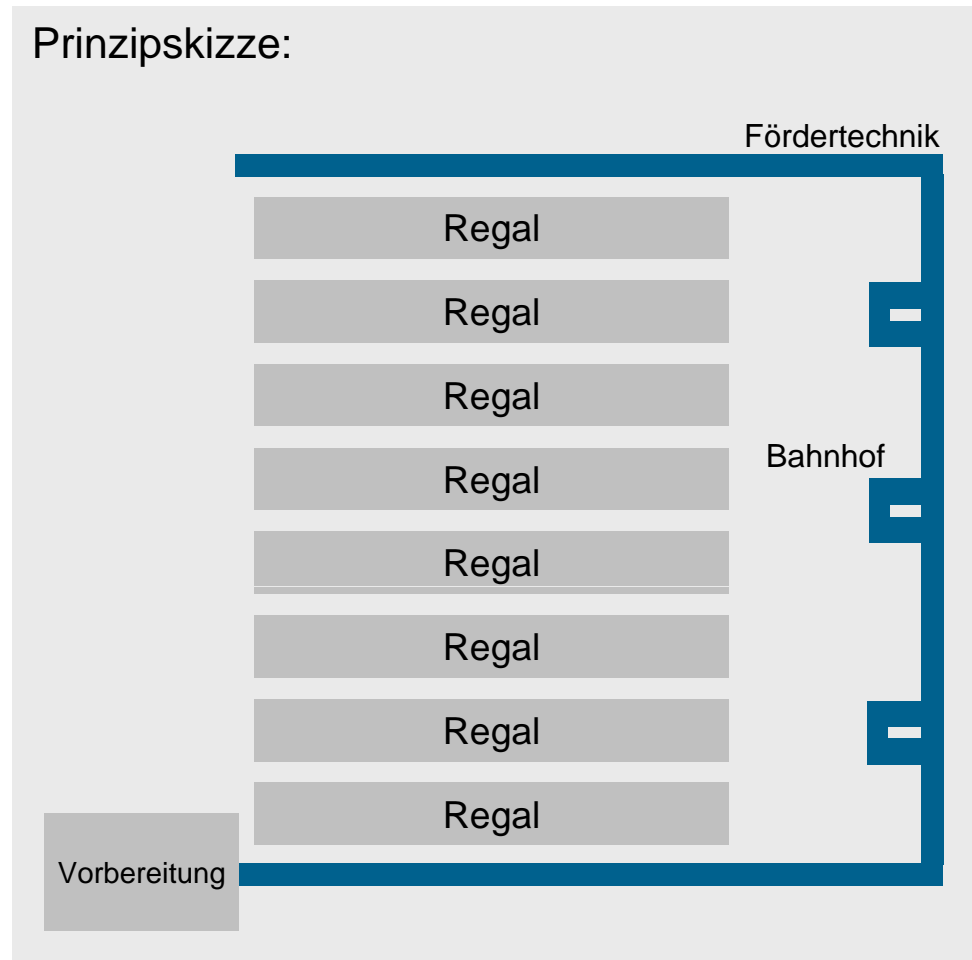 Prinzipskizze:
Fördertechnik
Regal
Regal
Regal
Regal
Bahnhof
Regal
Regal
Regal
Regal
Vorbereitung